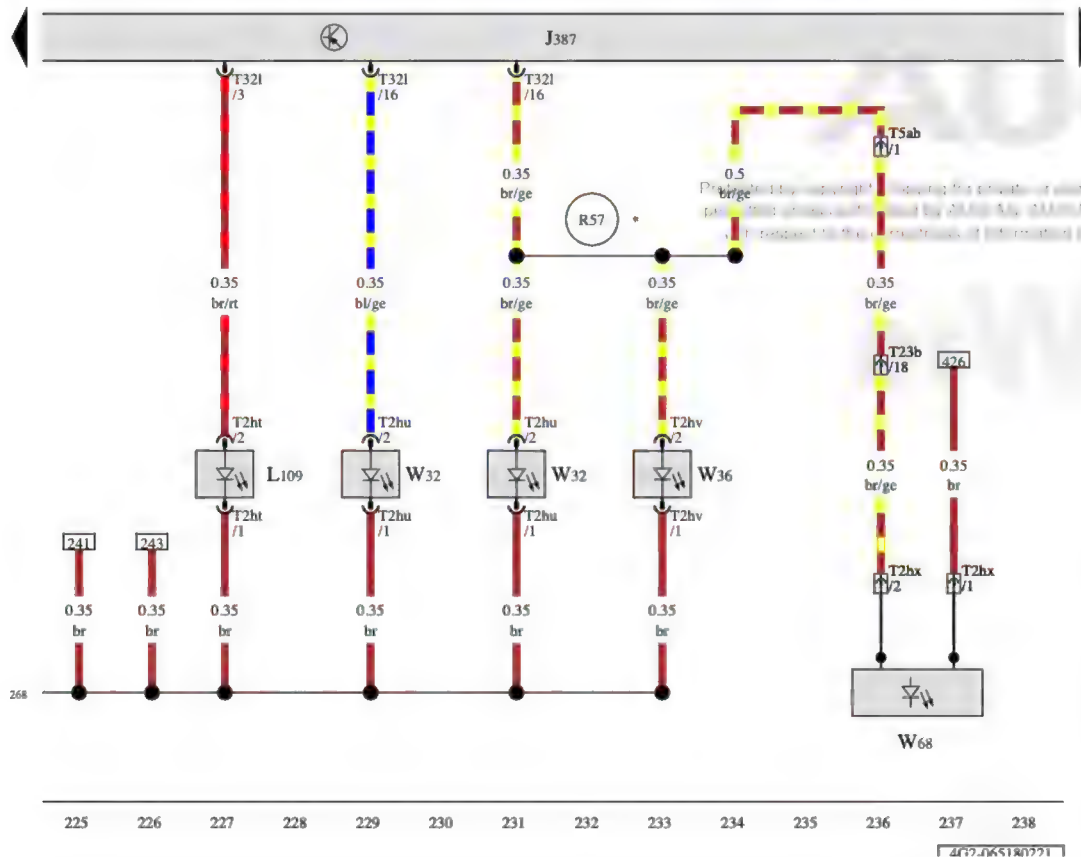 J387
T32l
/3
T32l
/16
T32l
/16
T5ab
/1
0.35
br/ge
0.5
br/ge
R57 *
0.35
br/rt
0.35
bl/ge
0.35
br/ge
0.35
br/ge
0.35
br/ge
T23b
/18
426
T2ht
/2
T2hu
/2
T2hu
/2
T2hv
/2
L109
W32
W32
W36
0.35
br/ge
0.35
br
T2ht
/1
T2hu
/1
T2hu
/1
T2hv
/1
241
243
T2hx
/2
T2hx
/1
0.35
br
0.35
br
0.35
br
0.35
br
0.35
br
0.35
br
268
W68
225 226 227 228 229 230 231 232 233 234 235 236 237 238
4G2-065180221